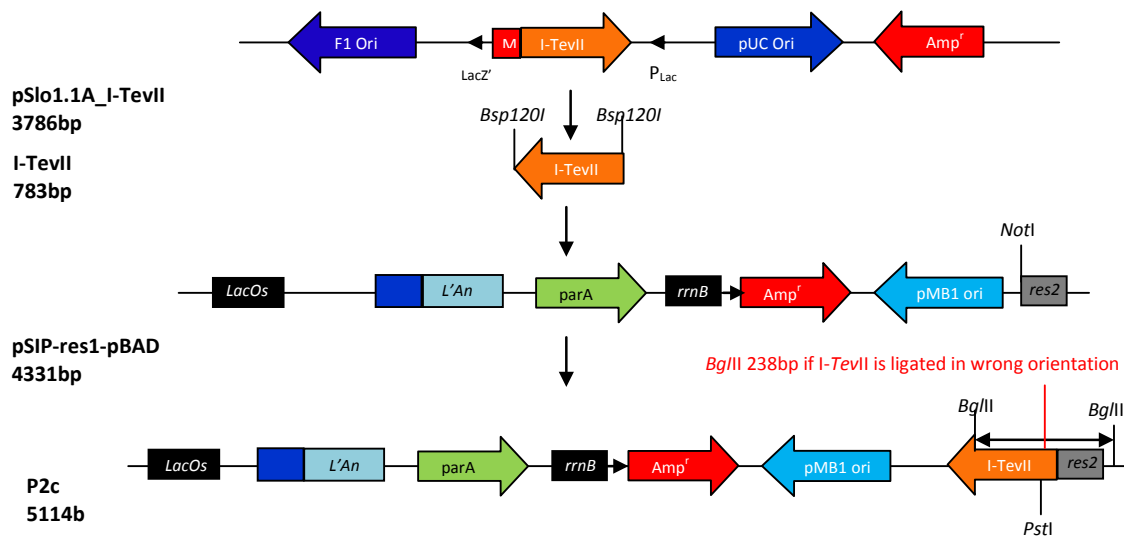 F1 Ori
M
I-TevII
pUC Ori
Ampʳ
LacZ'
P_Lac
pSlo1.1A_I-TevII
3786bp
Bsp120I
Bsp120I
I-TevII
783bp
I-TevII
NotI
LacOs
L'An
parA
rrnB
Ampʳ
pMB1 ori
res2
pSIP-res1-pBAD
4331bp
BglII 238bp if I-TevII is ligated in wrong orientation
BglII
BglII
LacOs
L'An
parA
rrnB
Ampʳ
pMB1 ori
I-TevII
res2
P2c
5114b
PstI